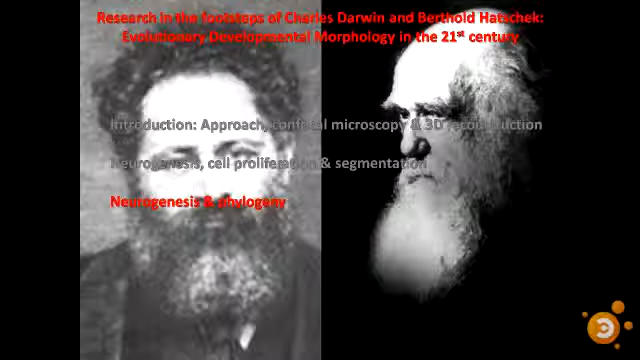 Research in the footsteps of Charles Darwin and Berthold Hatschek:
Evolutionary Developmental Morphology in the 21st century
Introduction: Approach, confocal microscopy & 3D reconstruction
Neurogenesis, cell proliferation & segmentation
Neurogenesis & phylogeny